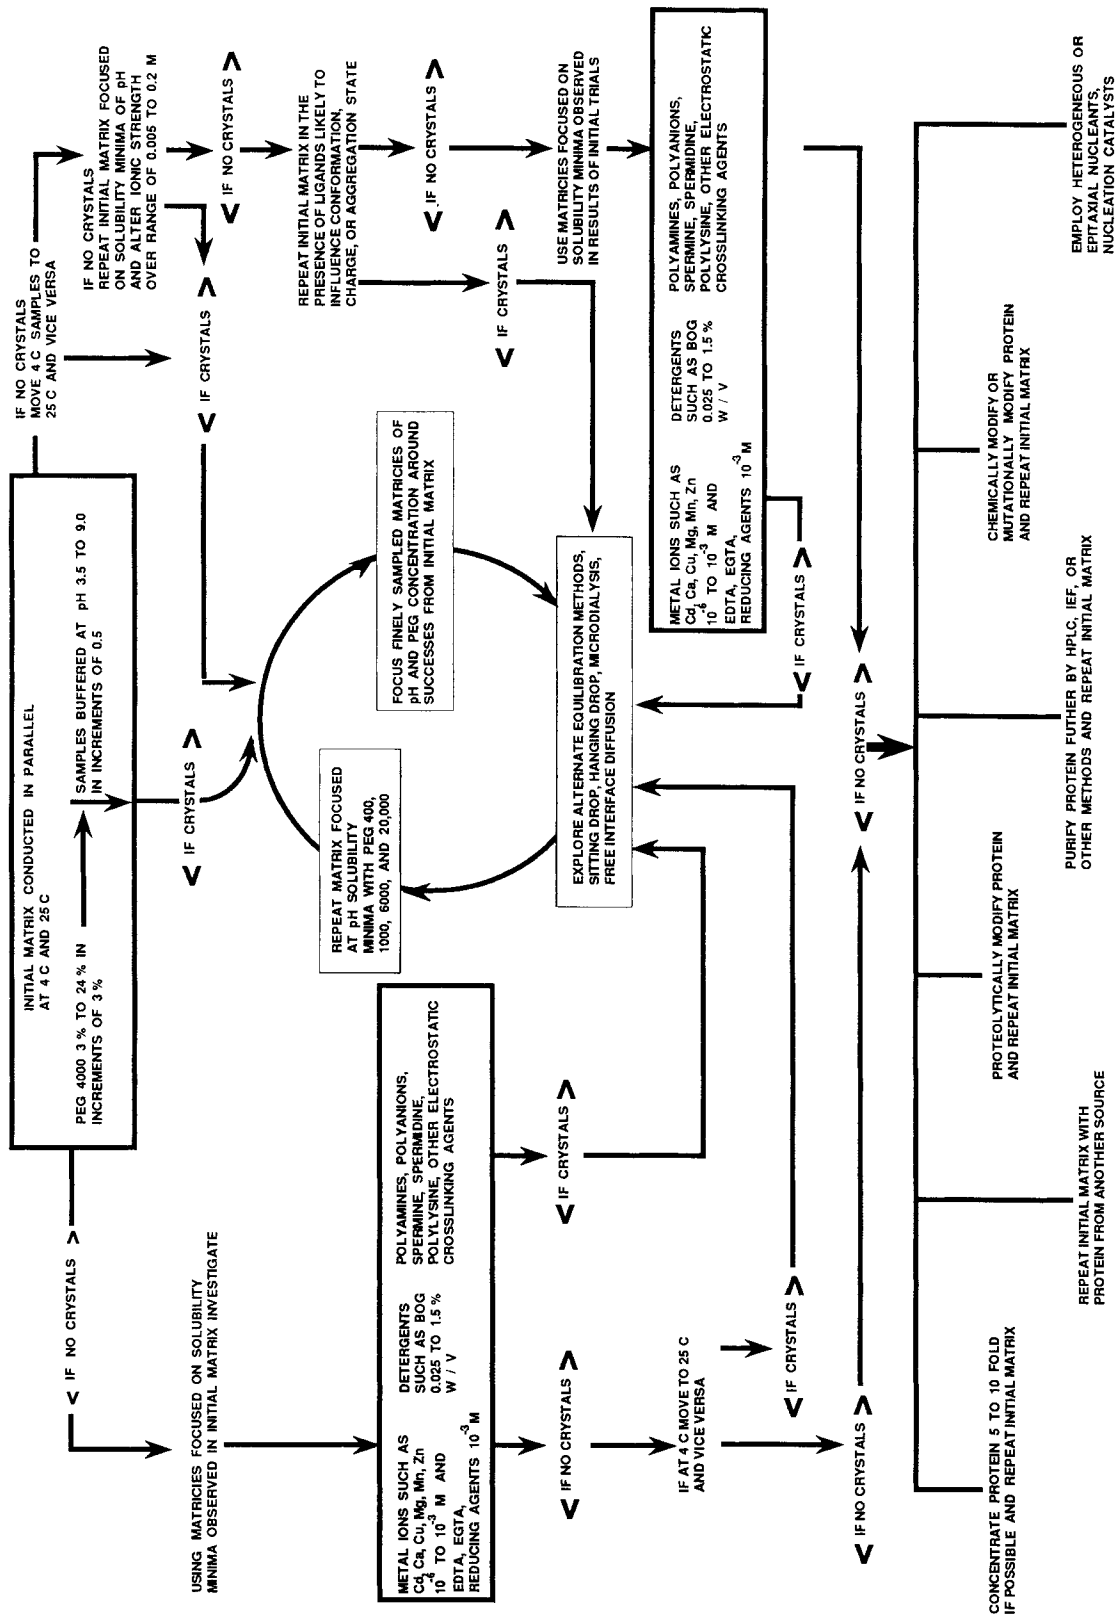 INITIAL MATRIX CONDUCTED IN PARALLEL
AT 4 C AND 25 C
PEG 4000 3 % TO 24 % IN
INCREMENTS OF 3 %
SAMPLES BUFFERED AT pH 3.5 TO 9.0
IN INCREMENTS OF 0.5
< IF NO CRYSTALS >
USING MATRICIES FOCUSED ON SOLUBILITY
MINIMA OBSERVED IN INITIAL MATRIX INVESTIGATE
METAL IONS SUCH AS
Cd, Ca, Cu, Mg, Mn, Zn
10⁻⁶ TO 10⁻³ M AND
EDTA, EGTA,
REDUCING AGENTS 10⁻³ M
DETERGENTS
SUCH AS BOG
0.025 TO 1.5 %
W / V
POLYAMINES, POLYANIONS,
SPERMINE, SPERMIDINE,
POLYLYSINE, OTHER ELECTROSTATIC
CROSSLINKING AGENTS
< IF NO CRYSTALS >
< IF CRYSTALS >
IF AT 4 C MOVE TO 25 C
AND VICE VERSA
< IF CRYSTALS >
< IF NO CRYSTALS >
< IF CRYSTALS >
REPEAT MATRIX FOCUSED
AT pH SOLUBILITY
MINIMA WITH PEG 400,
1000, 6000, AND 20,000
FOCUS FINELY SAMPLED MATRICIES OF
pH AND PEG CONCENTRATION AROUND
SUCCESSES FROM INITIAL MATRIX
EXPLORE ALTERNATE EQUILIBRATION METHODS,
SITTING DROP, HANGING DROP, MICRODIALYSIS,
FREE INTERFACE DIFFUSION
IF NO CRYSTALS
MOVE 4 C SAMPLES TO
25 C AND VICE VERSA
< IF CRYSTALS >
IF NO CRYSTALS
REPEAT INITIAL MATRIX FOCUSED
ON SOLUBILITY MINIMA OF pH
AND ALTER IONIC STRENGTH
OVER RANGE OF 0.005 TO 0.2 M
< IF NO CRYSTALS >
REPEAT INITIAL MATRIX IN THE
PRESENCE OF LIGANDS LIKELY TO
INFLUENCE CONFORMATION,
CHARGE, OR AGGREGATION STATE
< IF CRYSTALS >
< IF NO CRYSTALS >
USE MATRICIES FOCUSED ON
SOLUBILITY MINIMA OBSERVED
IN RESULTS OF INITIAL TRIALS
METAL IONS SUCH AS
Cd, Ca, Cu, Mg, Mn, Zn
10⁻⁶ TO 10⁻³ M AND
EDTA, EGTA,
REDUCING AGENTS 10⁻³ M
DETERGENTS
SUCH AS BOG
0.025 TO 1.5 %
W / V
POLYAMINES, POLYANIONS,
SPERMINE, SPERMIDINE,
POLYLYSINE, OTHER ELECTROSTATIC
CROSSLINKING AGENTS
< IF CRYSTALS >
< IF NO CRYSTALS >
CONCENTRATE PROTEIN 5 TO 10 FOLD
IF POSSIBLE AND REPEAT INITIAL MATRIX
REPEAT INITIAL MATRIX WITH
PROTEIN FROM ANOTHER SOURCE
PROTEOLYTICALLY MODIFY PROTEIN
AND REPEAT INITIAL MATRIX
PURIFY PROTEIN FUTHER BY HPLC, IEF, OR
OTHER METHODS AND REPEAT INITIAL MATRIX
CHEMICALLY MODIFY OR
MUTATIONALLY MODIFY PROTEIN
AND REPEAT INITIAL MATRIX
EMPLOY HETEROGENEOUS OR
EPITAXIAL NUCLEANTS,
NUCLEATION CATALYSTS